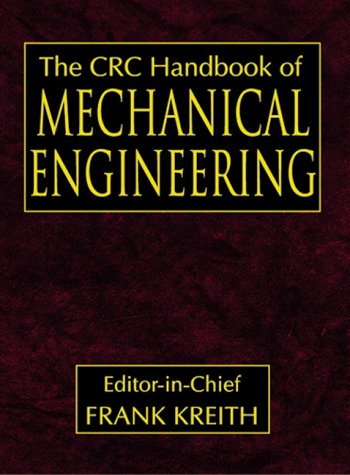 The CRC Handbook of
MECHANICAL
ENGINEERING
Editor-in-Chief
FRANK KREITH